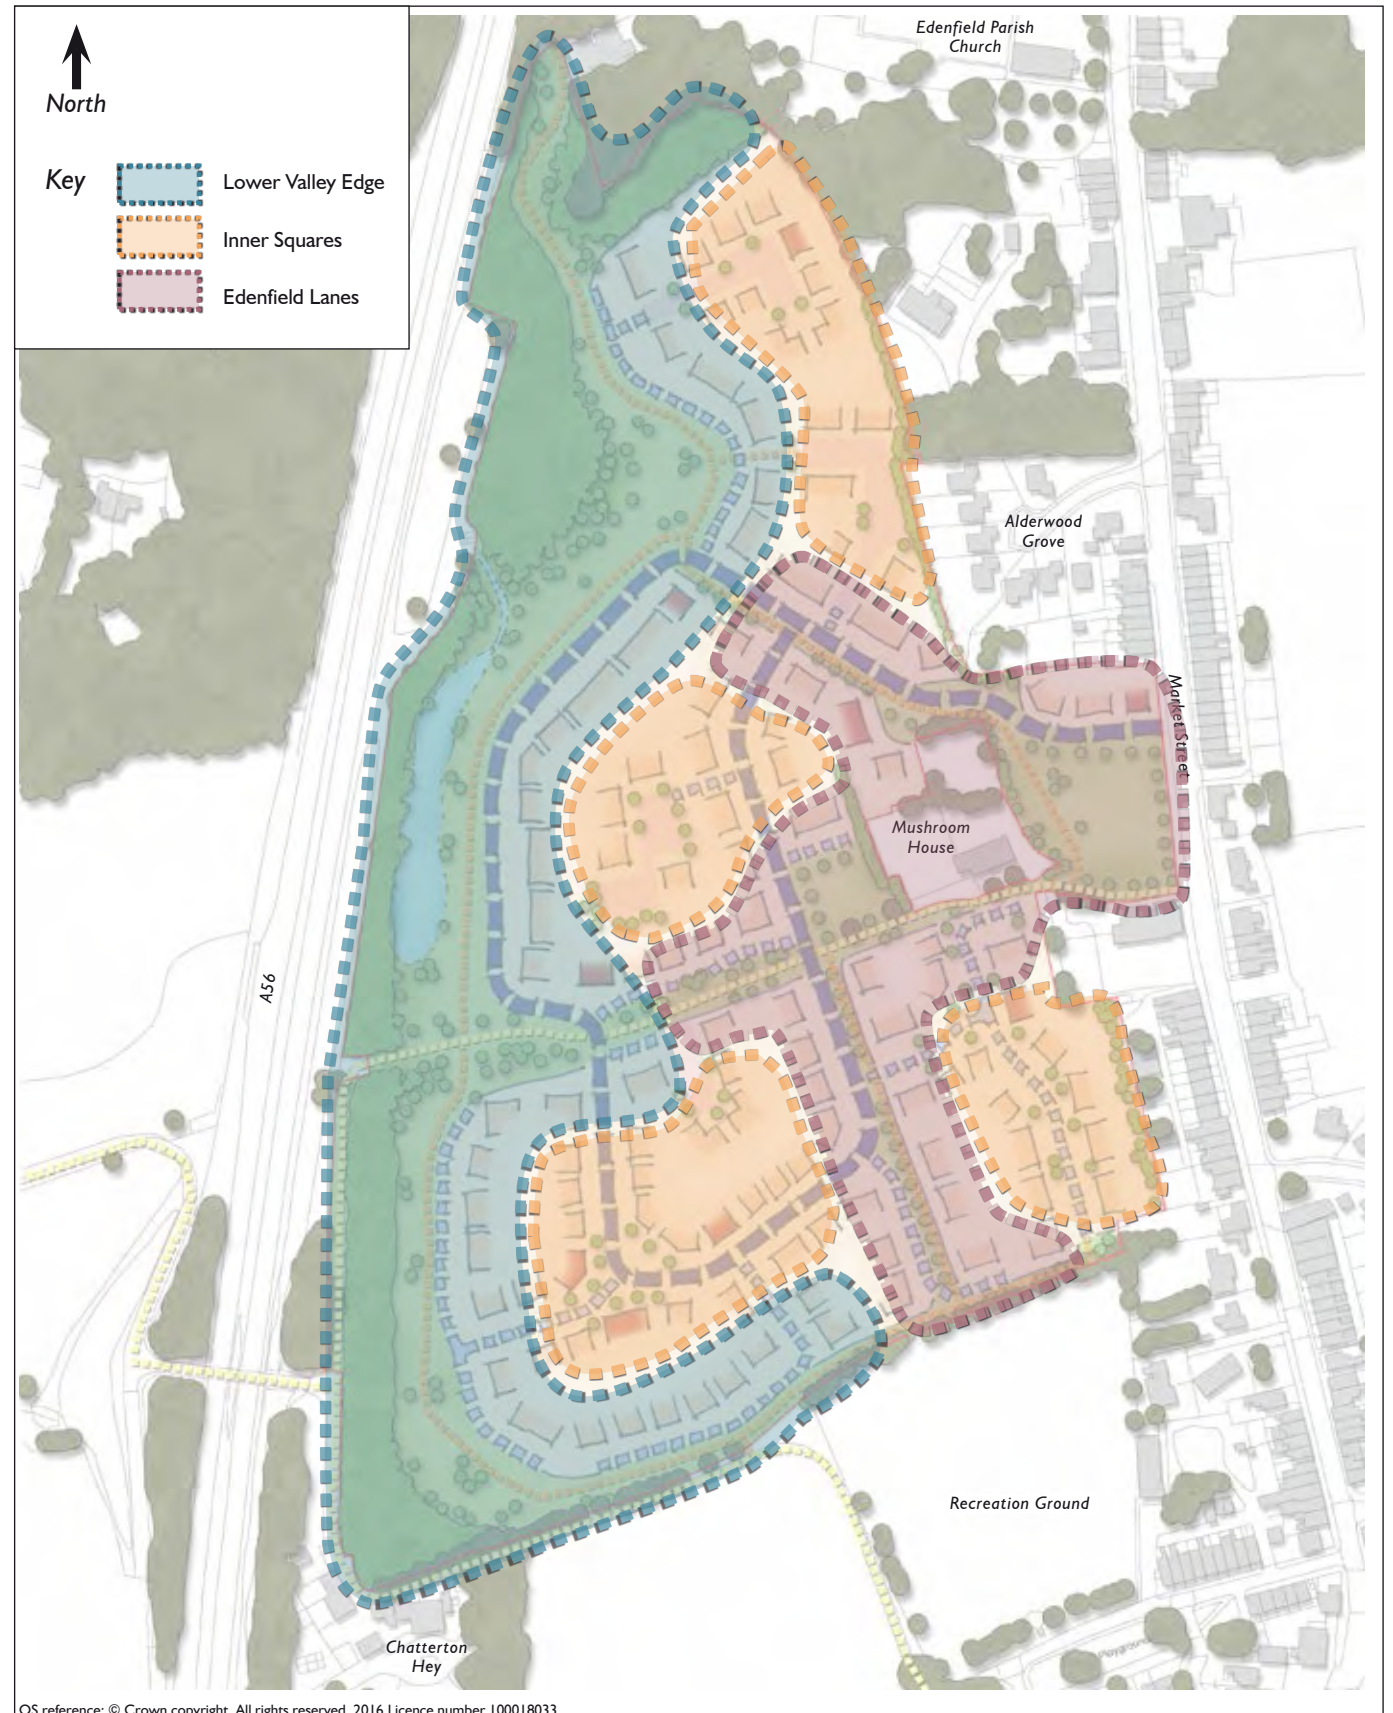 Edenfield Parish
Church
North
Key
Lower Valley Edge
Inner Squares
Edenfield Lanes
Alderwood
Grove
Market Street
Mushroom
House
A56
Recreation Ground
Playground
Chatterton
Hey
OS reference: © Crown copyright. All rights reserved. 2016 Licence number 100018033